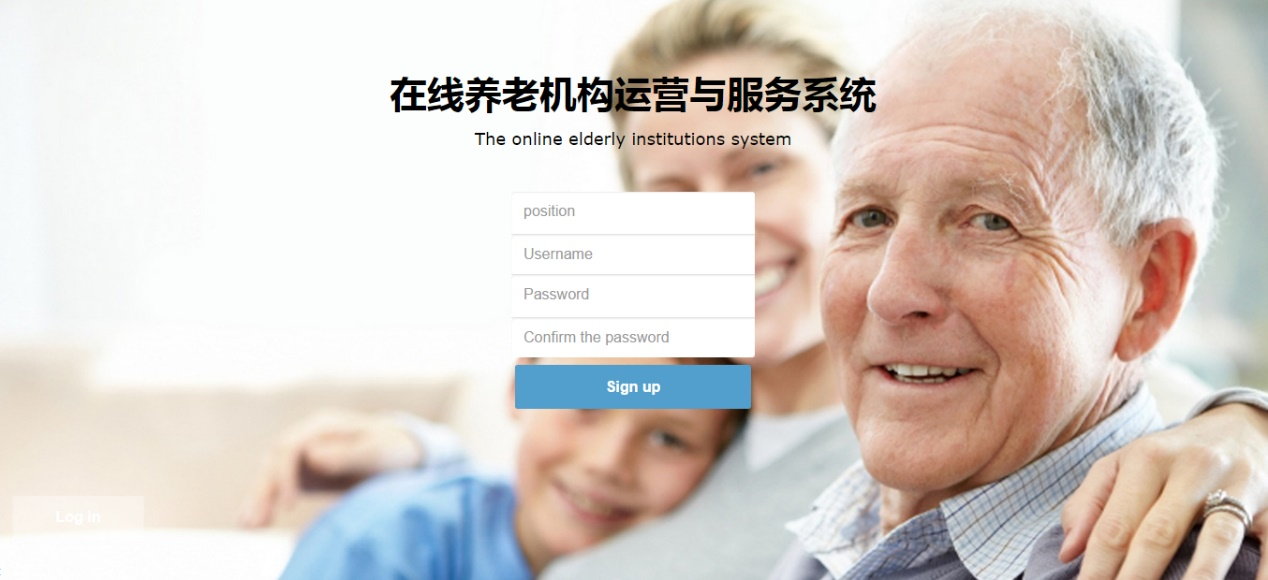 在线养老机构运营与服务系统
The online elderly institutions system
position
Username
Password
Confirm the password
Sign up
Log in